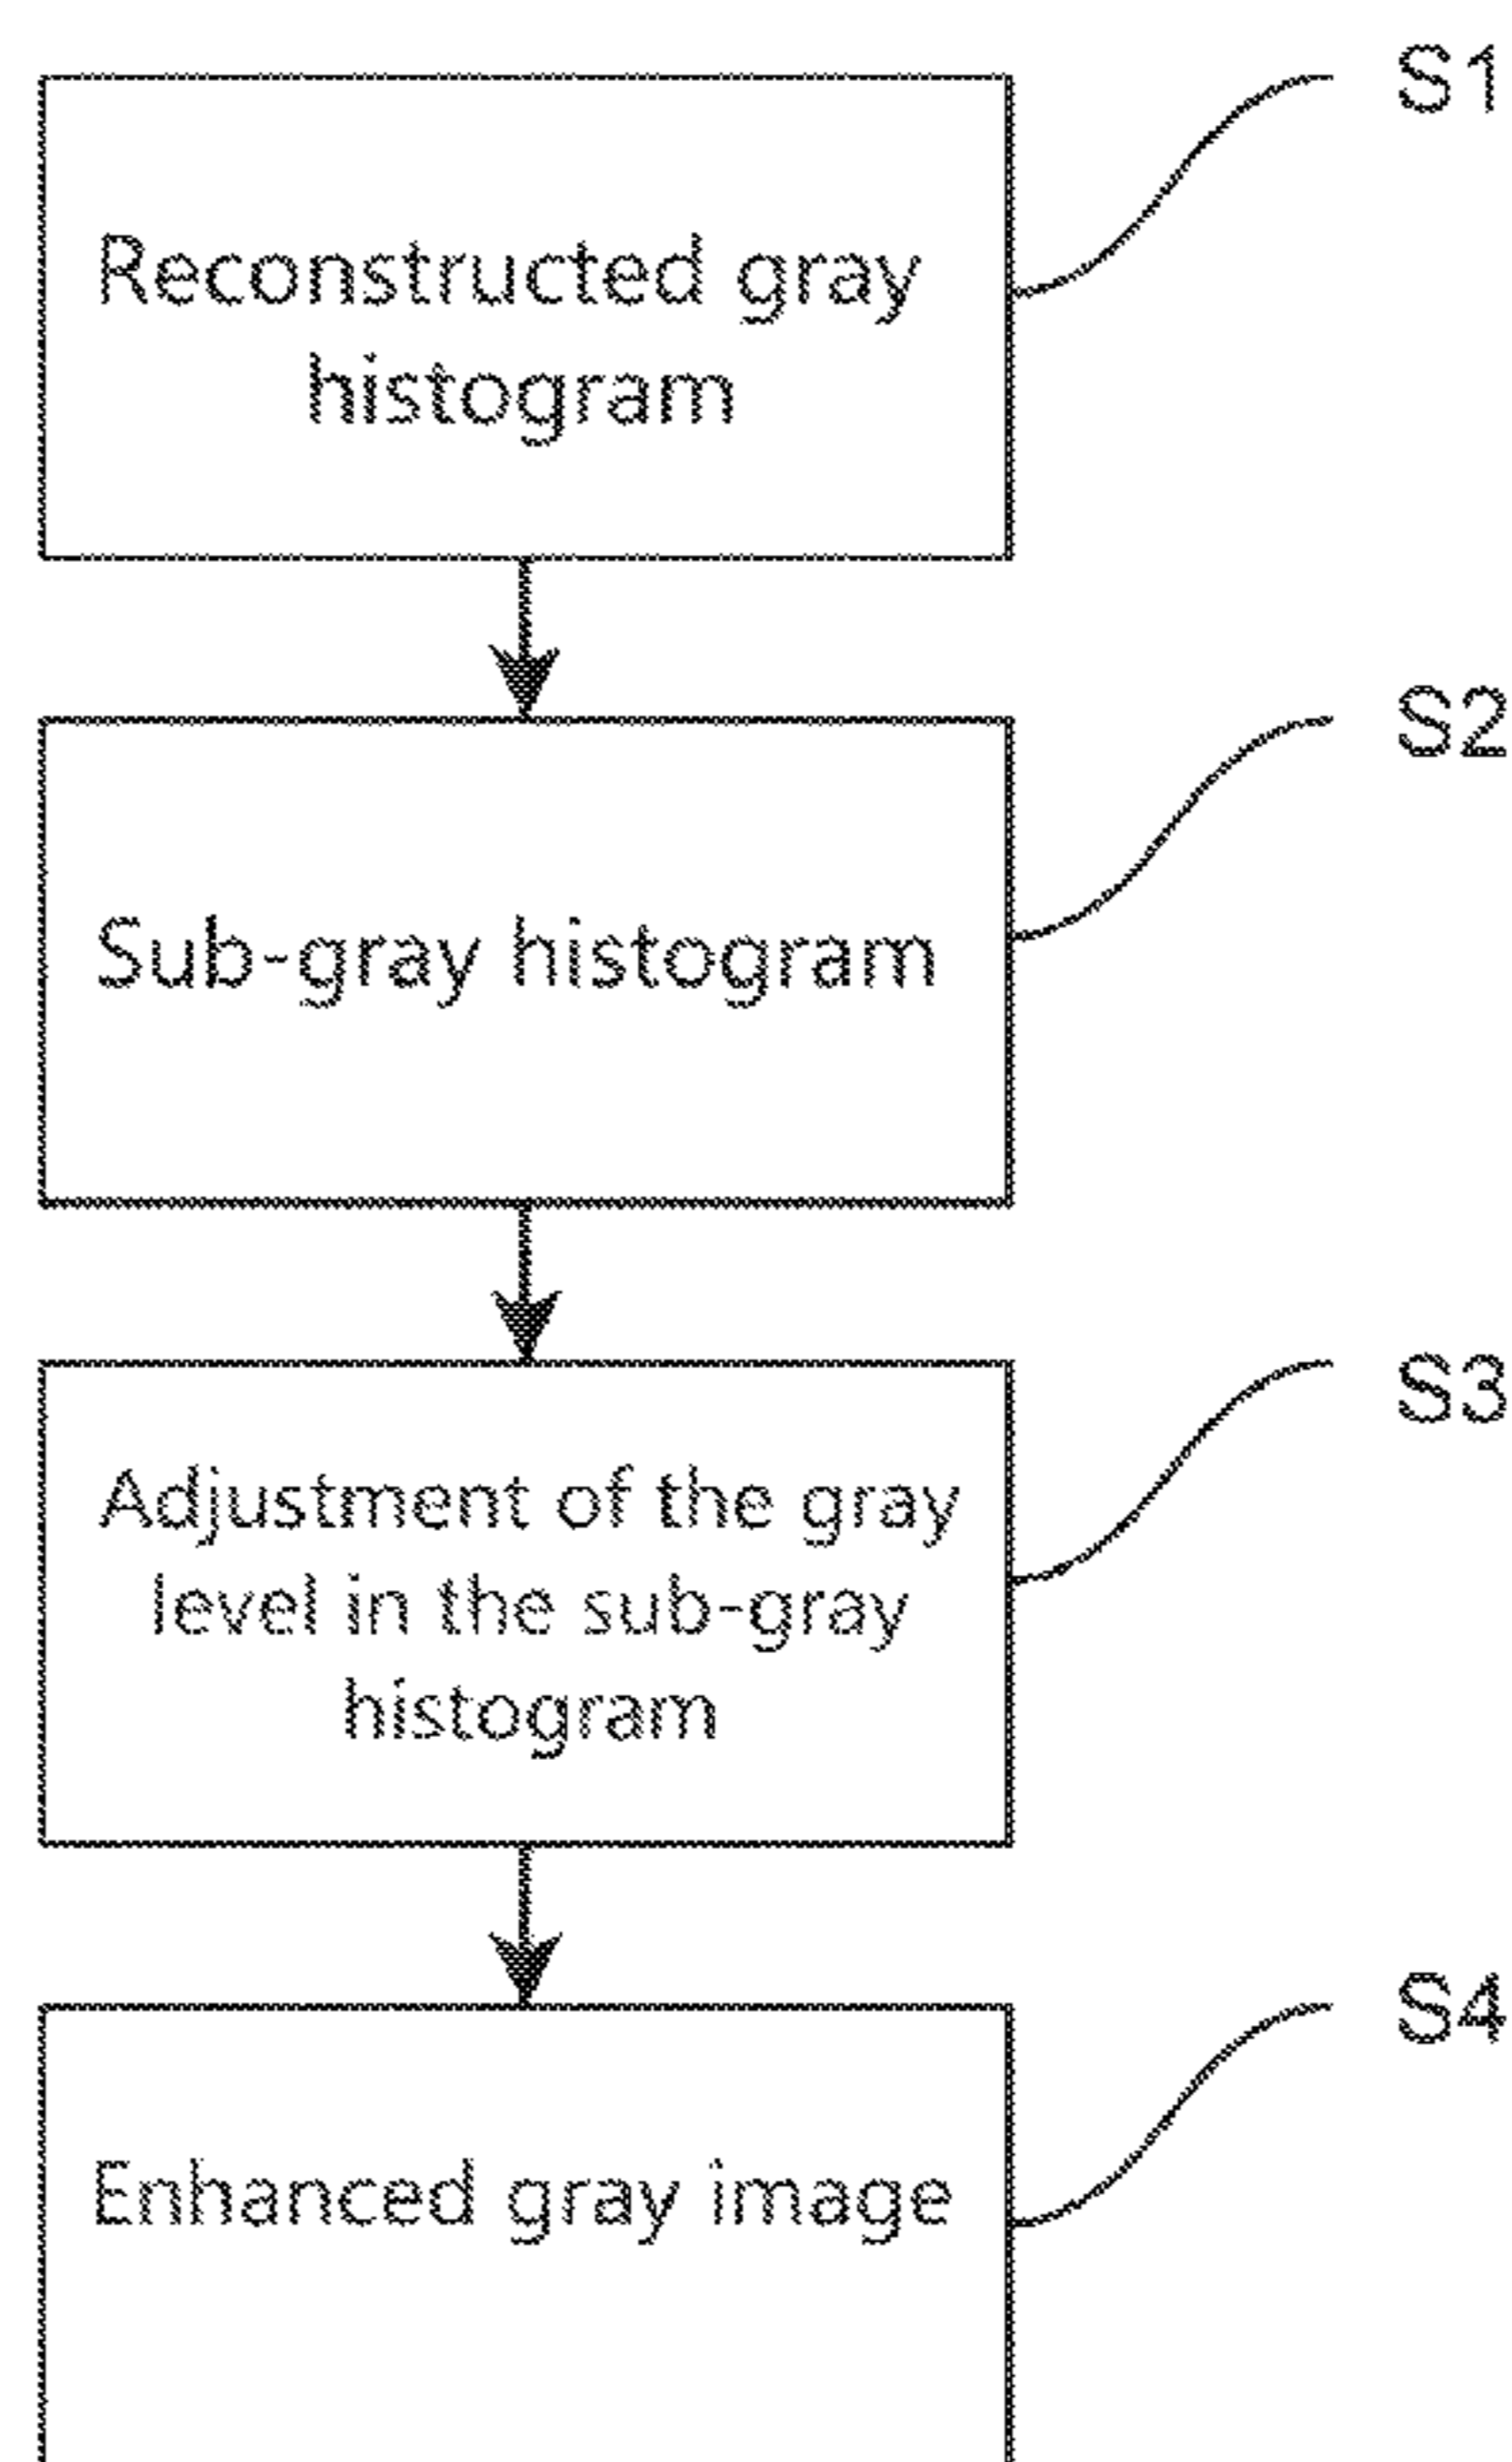 S1
Reconstructed gray
histogram
S2
Sub-gray histogram
S3
Adjustment of the gray
level in the sub-gray
histogram
S4
Enhanced gray image